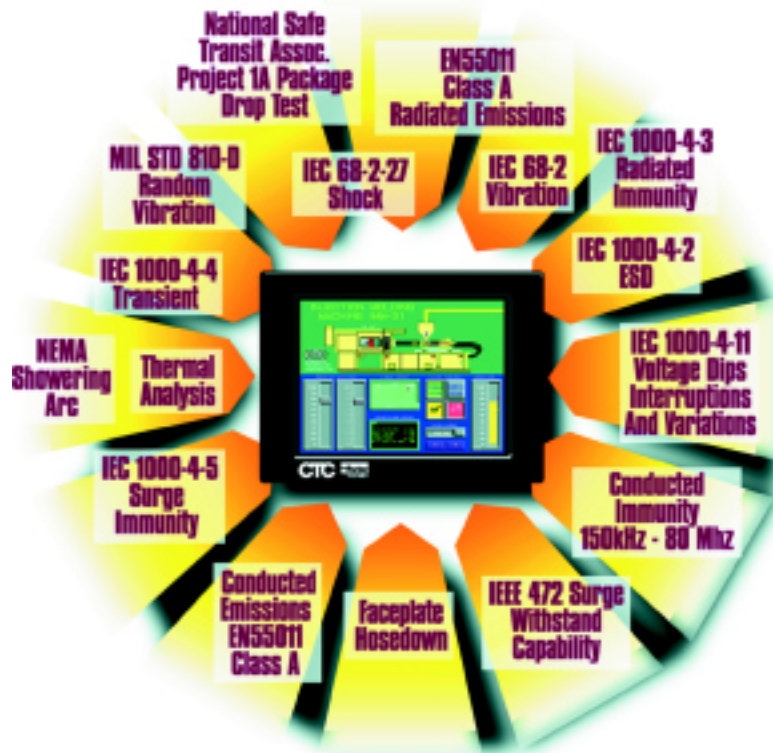 National Safe
Transit Assoc.
Project 1A Package
Drop Test
EN55011
Class A
Radiated Emissions
IEC 1000-4-3
Radiated
Immunity
MIL STD 810-D
Random
Vibration
IEC 68-2-27
Shock
IEC 68-2
Vibration
IEC 1000-4-2
ESD
IEC 1000-4-4
Transient
NEMA
Showering
Arc
Thermal
Analysis
IEC 1000-4-11
Voltage Dips
Interruptions
And Variations
IEC 1000-4-5
Surge
Immunity
CTC
Conducted
Immunity
150kHz - 80 Mhz
Conducted
Emissions
EN55011
Class A
Faceplate
Hosedown
IEEE 472 Surge
Withstand
Capability